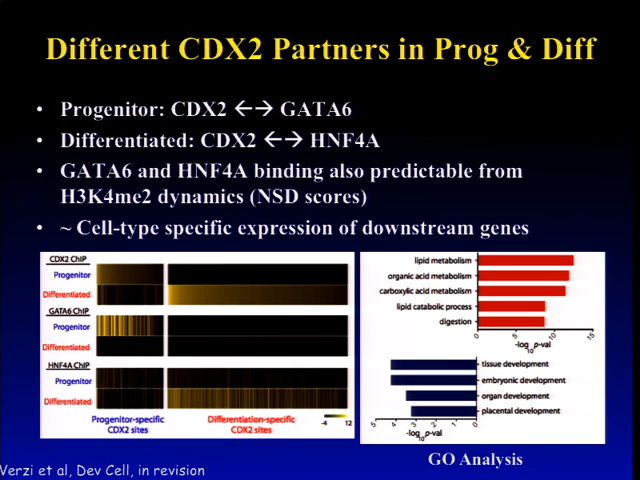 Different CDX2 Partners in Prog & Diff
• Progenitor: CDX2 ←→ GATA6
• Differentiated: CDX2 ←→ HNF4A
• GATA6 and HNF4A binding also predictable from
H3K4me2 dynamics (NSD scores)
• ~ Cell-type specific expression of downstream genes
CDX2 ChIP
Progenitor
Differentiated
GATA6 ChIP
Progenitor
Differentiated
HNF4A ChIP
Progenitor
Differentiated
Progenitor-specific
CDX2 sites
Differentiation-specific
CDX2 sites
-4 12
lipid metabolism
organic acid metabolism
carboxylic acid metabolism
lipid catabolic process
digestion
0 5 10 15
-log10 p-val
tissue development
embryonic development
organ development
placental development
5 4 3 2 1 0
-log10 p-val
GO Analysis
Verzi et al, Dev Cell, in revision